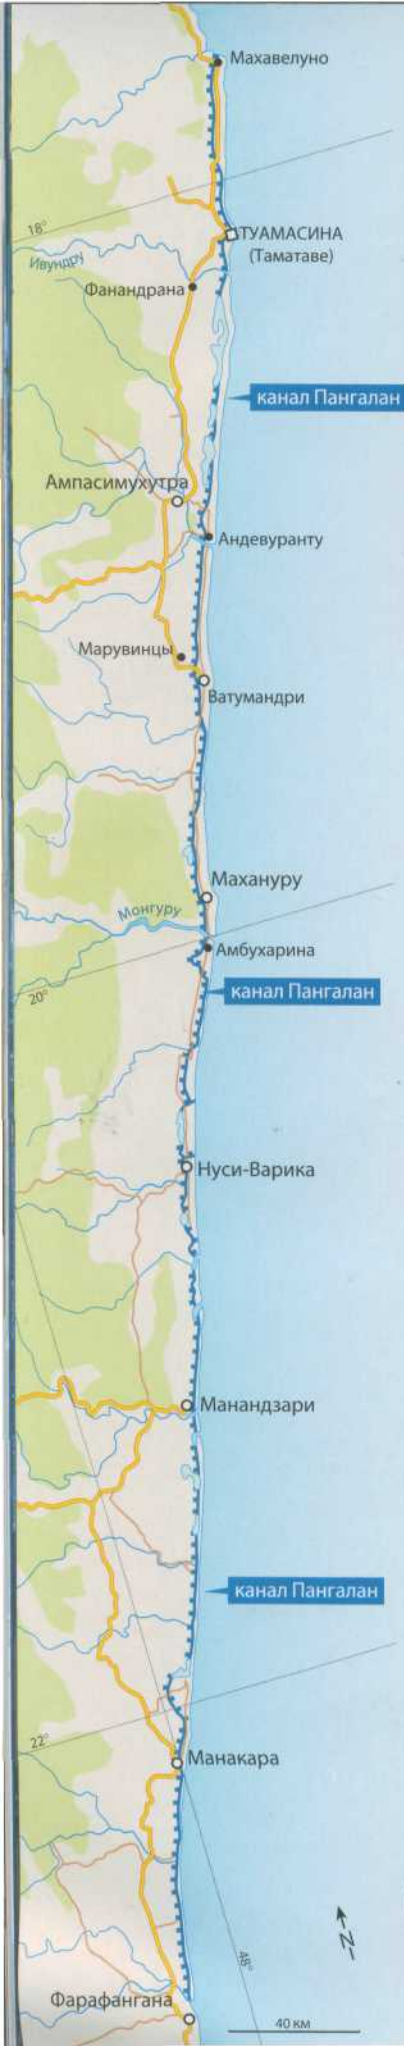 Махавелуно
18°
ТУАМАСИНА
(Таматаве)
Ивундру
Фанандрана
канал Пангалан
Ампасимухутра
Андевуранту
Марувинцы
Ватумандри
Махануру
Монгуру
Амбухарина
20°
канал Пангалан
Нуси-Варика
Манандзари
канал Пангалан
22°
Манакара
N
48°
Фарафангана
40 км